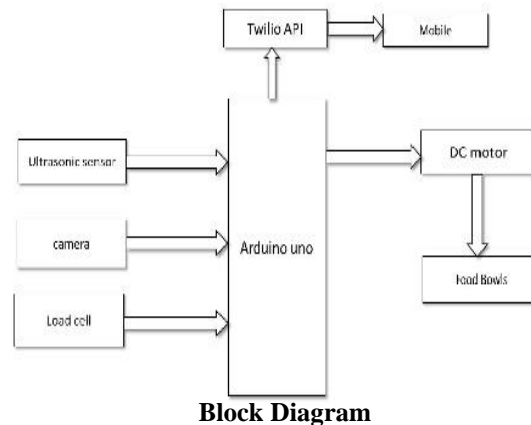 Twilio API
Mobile
Ultrasonic sensor
DC motor
camera
Arduino uno
Food Bowls
Load cell
Block Diagram